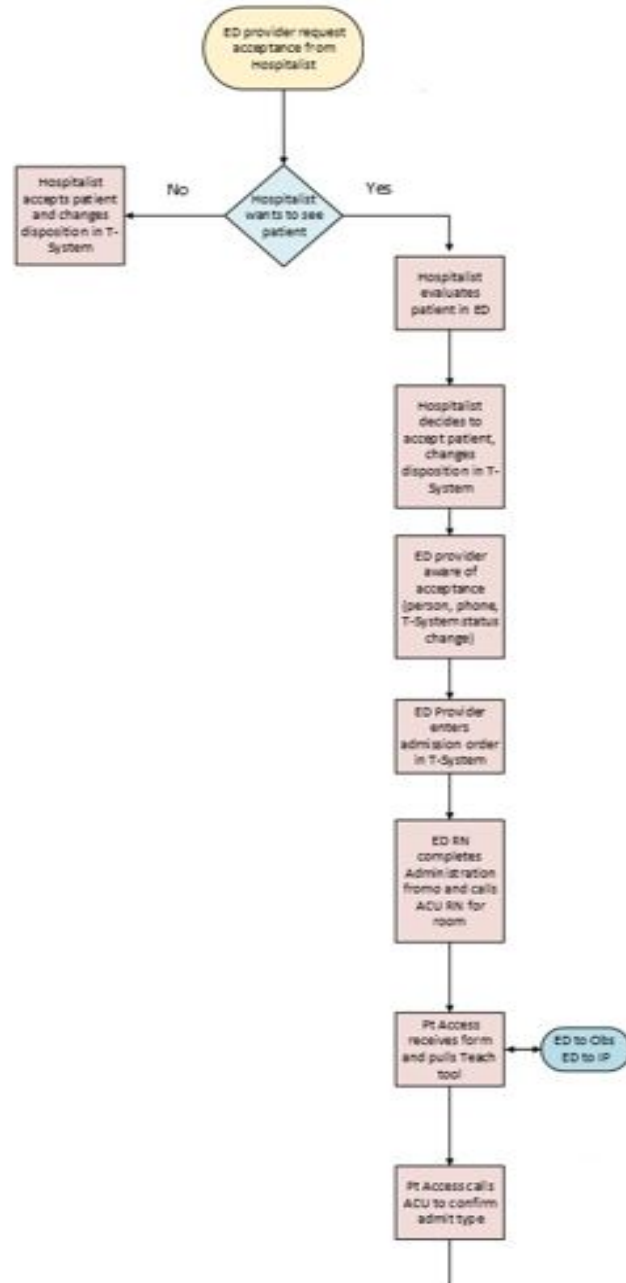 ED provider request
acceptance from
Hospitalist
Hospitalist
wants to see
patient
No
Yes
Hospitalist
accepts patient
and changes
disposition in T-
System
Hospitalist
evaluates
patient in ED
Hospitalist
decides to
accept patient,
changes
disposition in T-
System
ED provider
aware of
acceptance
(person, phone,
T-System status
change)
ED Provider
enters
admission order
in T-System
ED RN
completes
Administration
fromo and calls
ACU RN for
room
Pt Access
receives form
and pulls Teach
tool
ED to Obs
ED to IP
Pt Access calls
ACU to confirm
admit type